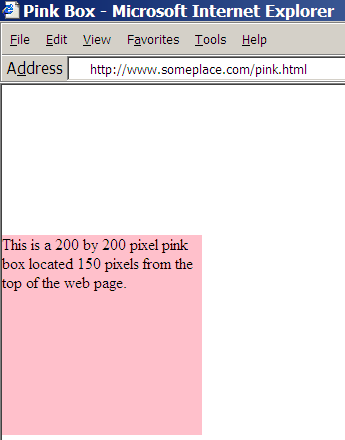 Pink Box - Microsoft Internet Explorer
File Edit View Favorites Tools Help
Address http://www.someplace.com/pink.html
This is a 200 by 200 pixel pink
box located 150 pixels from the
top of the web page.